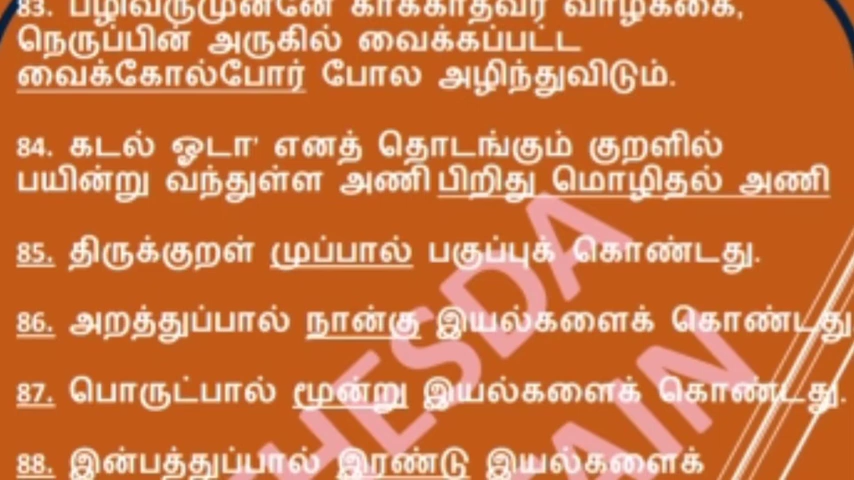 83. பழிவருமுன்னே காக்காதவர் வாழ்க்கை,
நெருப்பின் அருகில் வைக்கப்பட்ட
வைக்கோல்போர் போல அழிந்துவிடும்.
84. கடல் ஓடா' எனத் தொடங்கும் குறளில்
பயின்று வந்துள்ள அணி பிறிது மொழிதல் அணி
85. திருக்குறள் முப்பால் பகுப்புக் கொண்டது.
86. அறத்துப்பால் நான்கு இயல்களைக் கொண்டது
87. பொருட்பால் மூன்று இயல்களைக் கொண்டது.
88. இன்பத்துப்பால் இரண்டு இயல்களைக்
HESDA
AIN